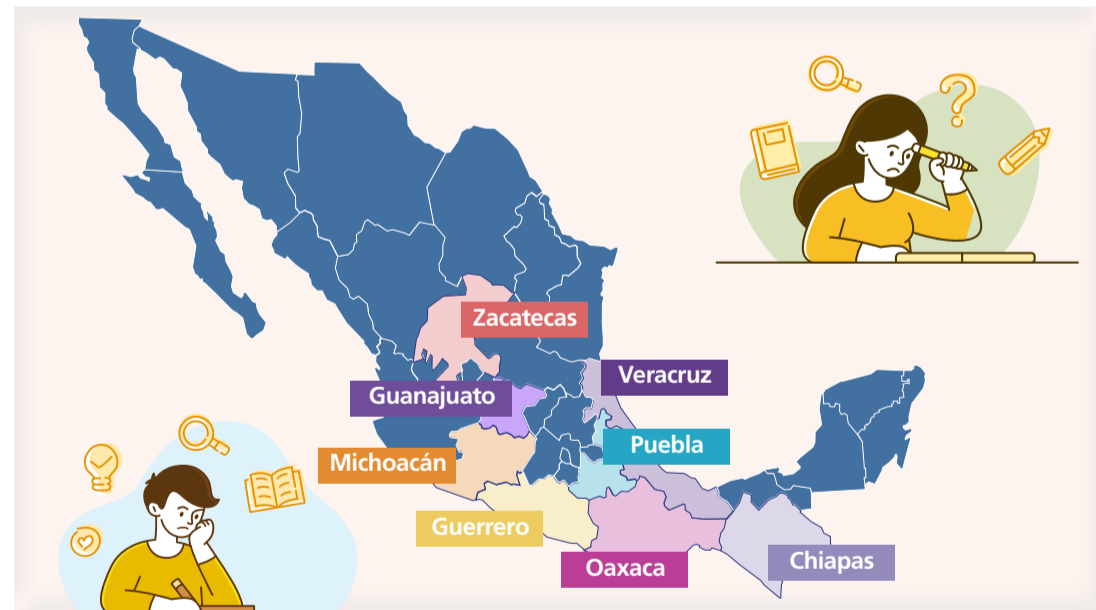 Zacatecas
Veracruz
Guanajuato
Puebla
Michoacán
Guerrero
Chiapas
Oaxaca